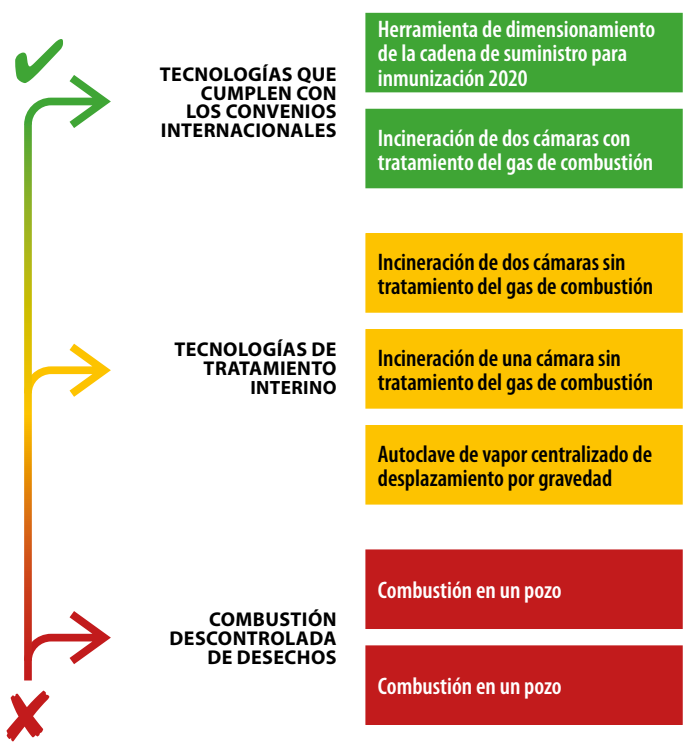 TECNOLOGÍAS QUE
CUMPLEN CON
LOS CONVENIOS
INTERNACIONALES
Herramienta de dimensionamiento
de la cadena de suministro para
inmunización 2020
Incineración de dos cámaras con
tratamiento del gas de combustión
TECNOLOGÍAS DE
TRATAMIENTO
INTERINO
Incineración de dos cámaras sin
tratamiento del gas de combustión
Incineración de una cámara sin
tratamiento del gas de combustión
Autoclave de vapor centralizado de
desplazamiento por gravedad
COMBUSTIÓN
DESCONTROLADA
DE DESECHOS
Combustión en un pozo
Combustión en un pozo